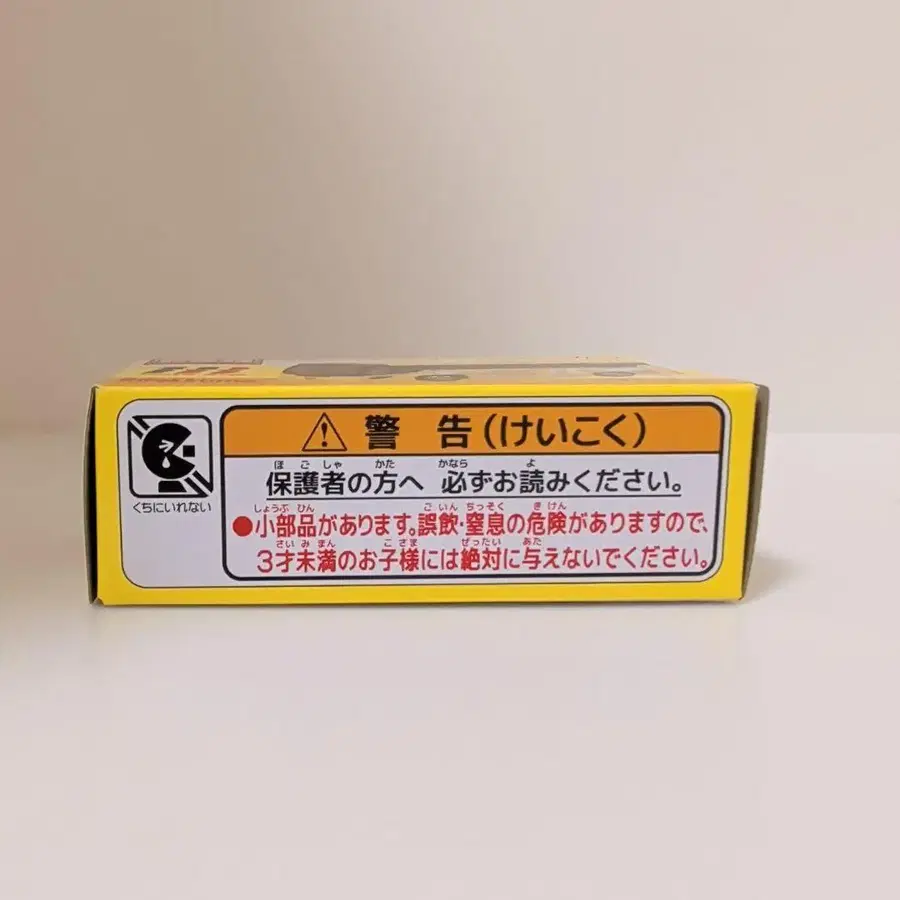 警 告(けいこく)
保護者の方へ 必ずお読みください。
ほ ご しゃ かた かなら よ
●小部品があります。誤飲・窒息の危険がありますので、
しょうぶ ひん ご いん ちっそく き けん
3才未満のお子様には絶対に与えないでください。
さい み まん こ さま ぜったい あた
くちにいれない